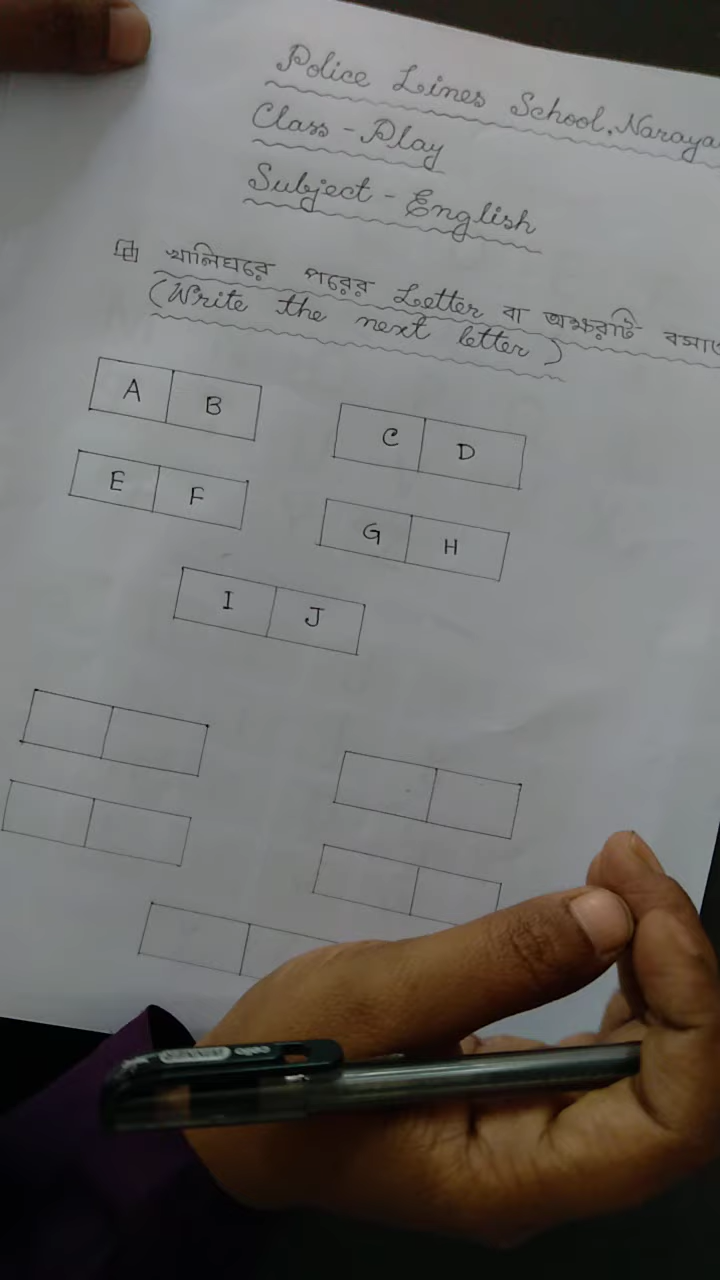 Police Lines School, Naraya
Class - Play
Subject - English
খালিঘরে পরের Letter বা অক্ষরটি বসাও
(Write the next letter)
A B C D
E F G H
I J